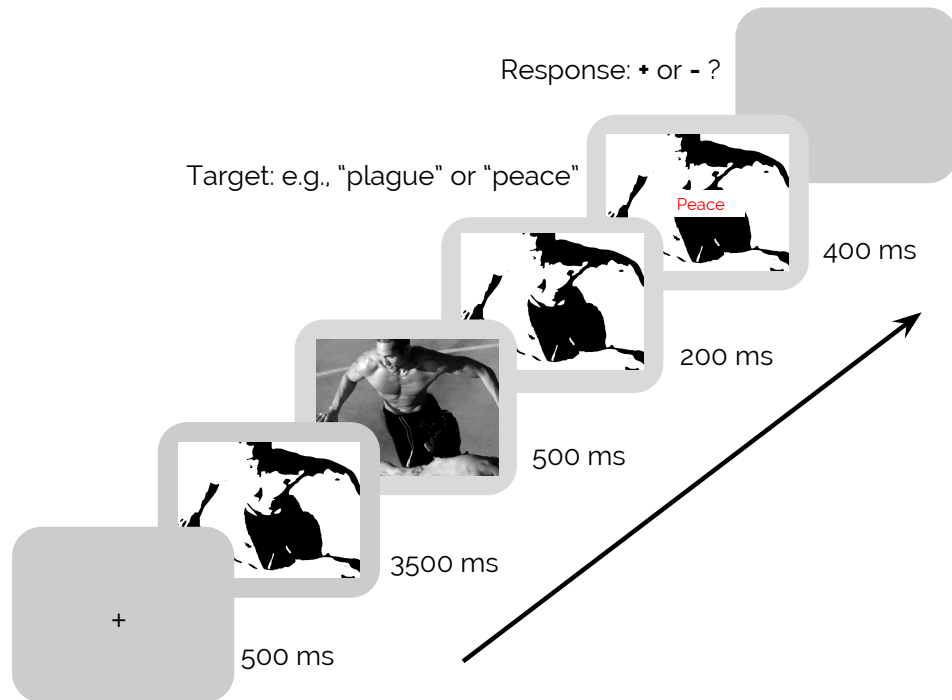 Response: + or - ?
Target: e.g., “plague” or “peace”
Peace
400 ms
200 ms
500 ms
3500 ms
+
500 ms